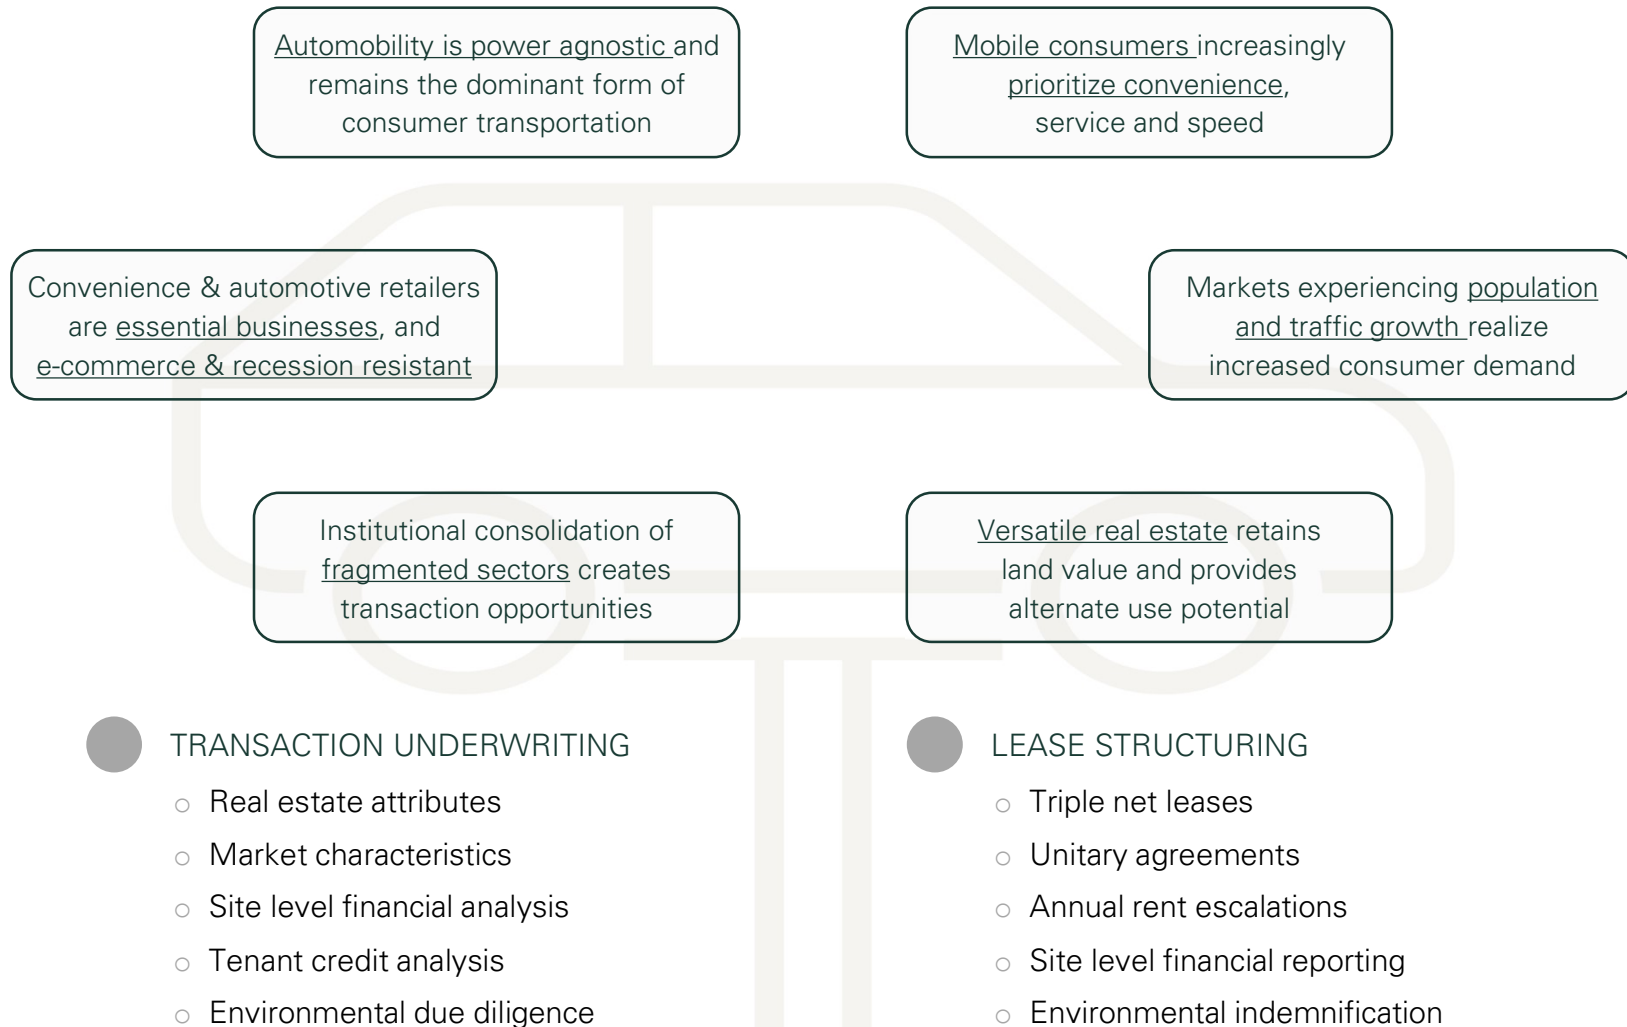 Automobility is power agnostic and
remains the dominant form of
consumer transportation
Mobile consumers increasingly
prioritize convenience,
service and speed
Convenience & automotive retailers
are essential businesses, and
e-commerce & recession resistant
Markets experiencing population
and traffic growth realize
increased consumer demand
Institutional consolidation of
fragmented sectors creates
transaction opportunities
Versatile real estate retains
land value and provides
alternate use potential
TRANSACTION UNDERWRITING
Real estate attributes
Market characteristics
Site level financial analysis
Tenant credit analysis
Environmental due diligence
LEASE STRUCTURING
Triple net leases
Unitary agreements
Annual rent escalations
Site level financial reporting
Environmental indemnification